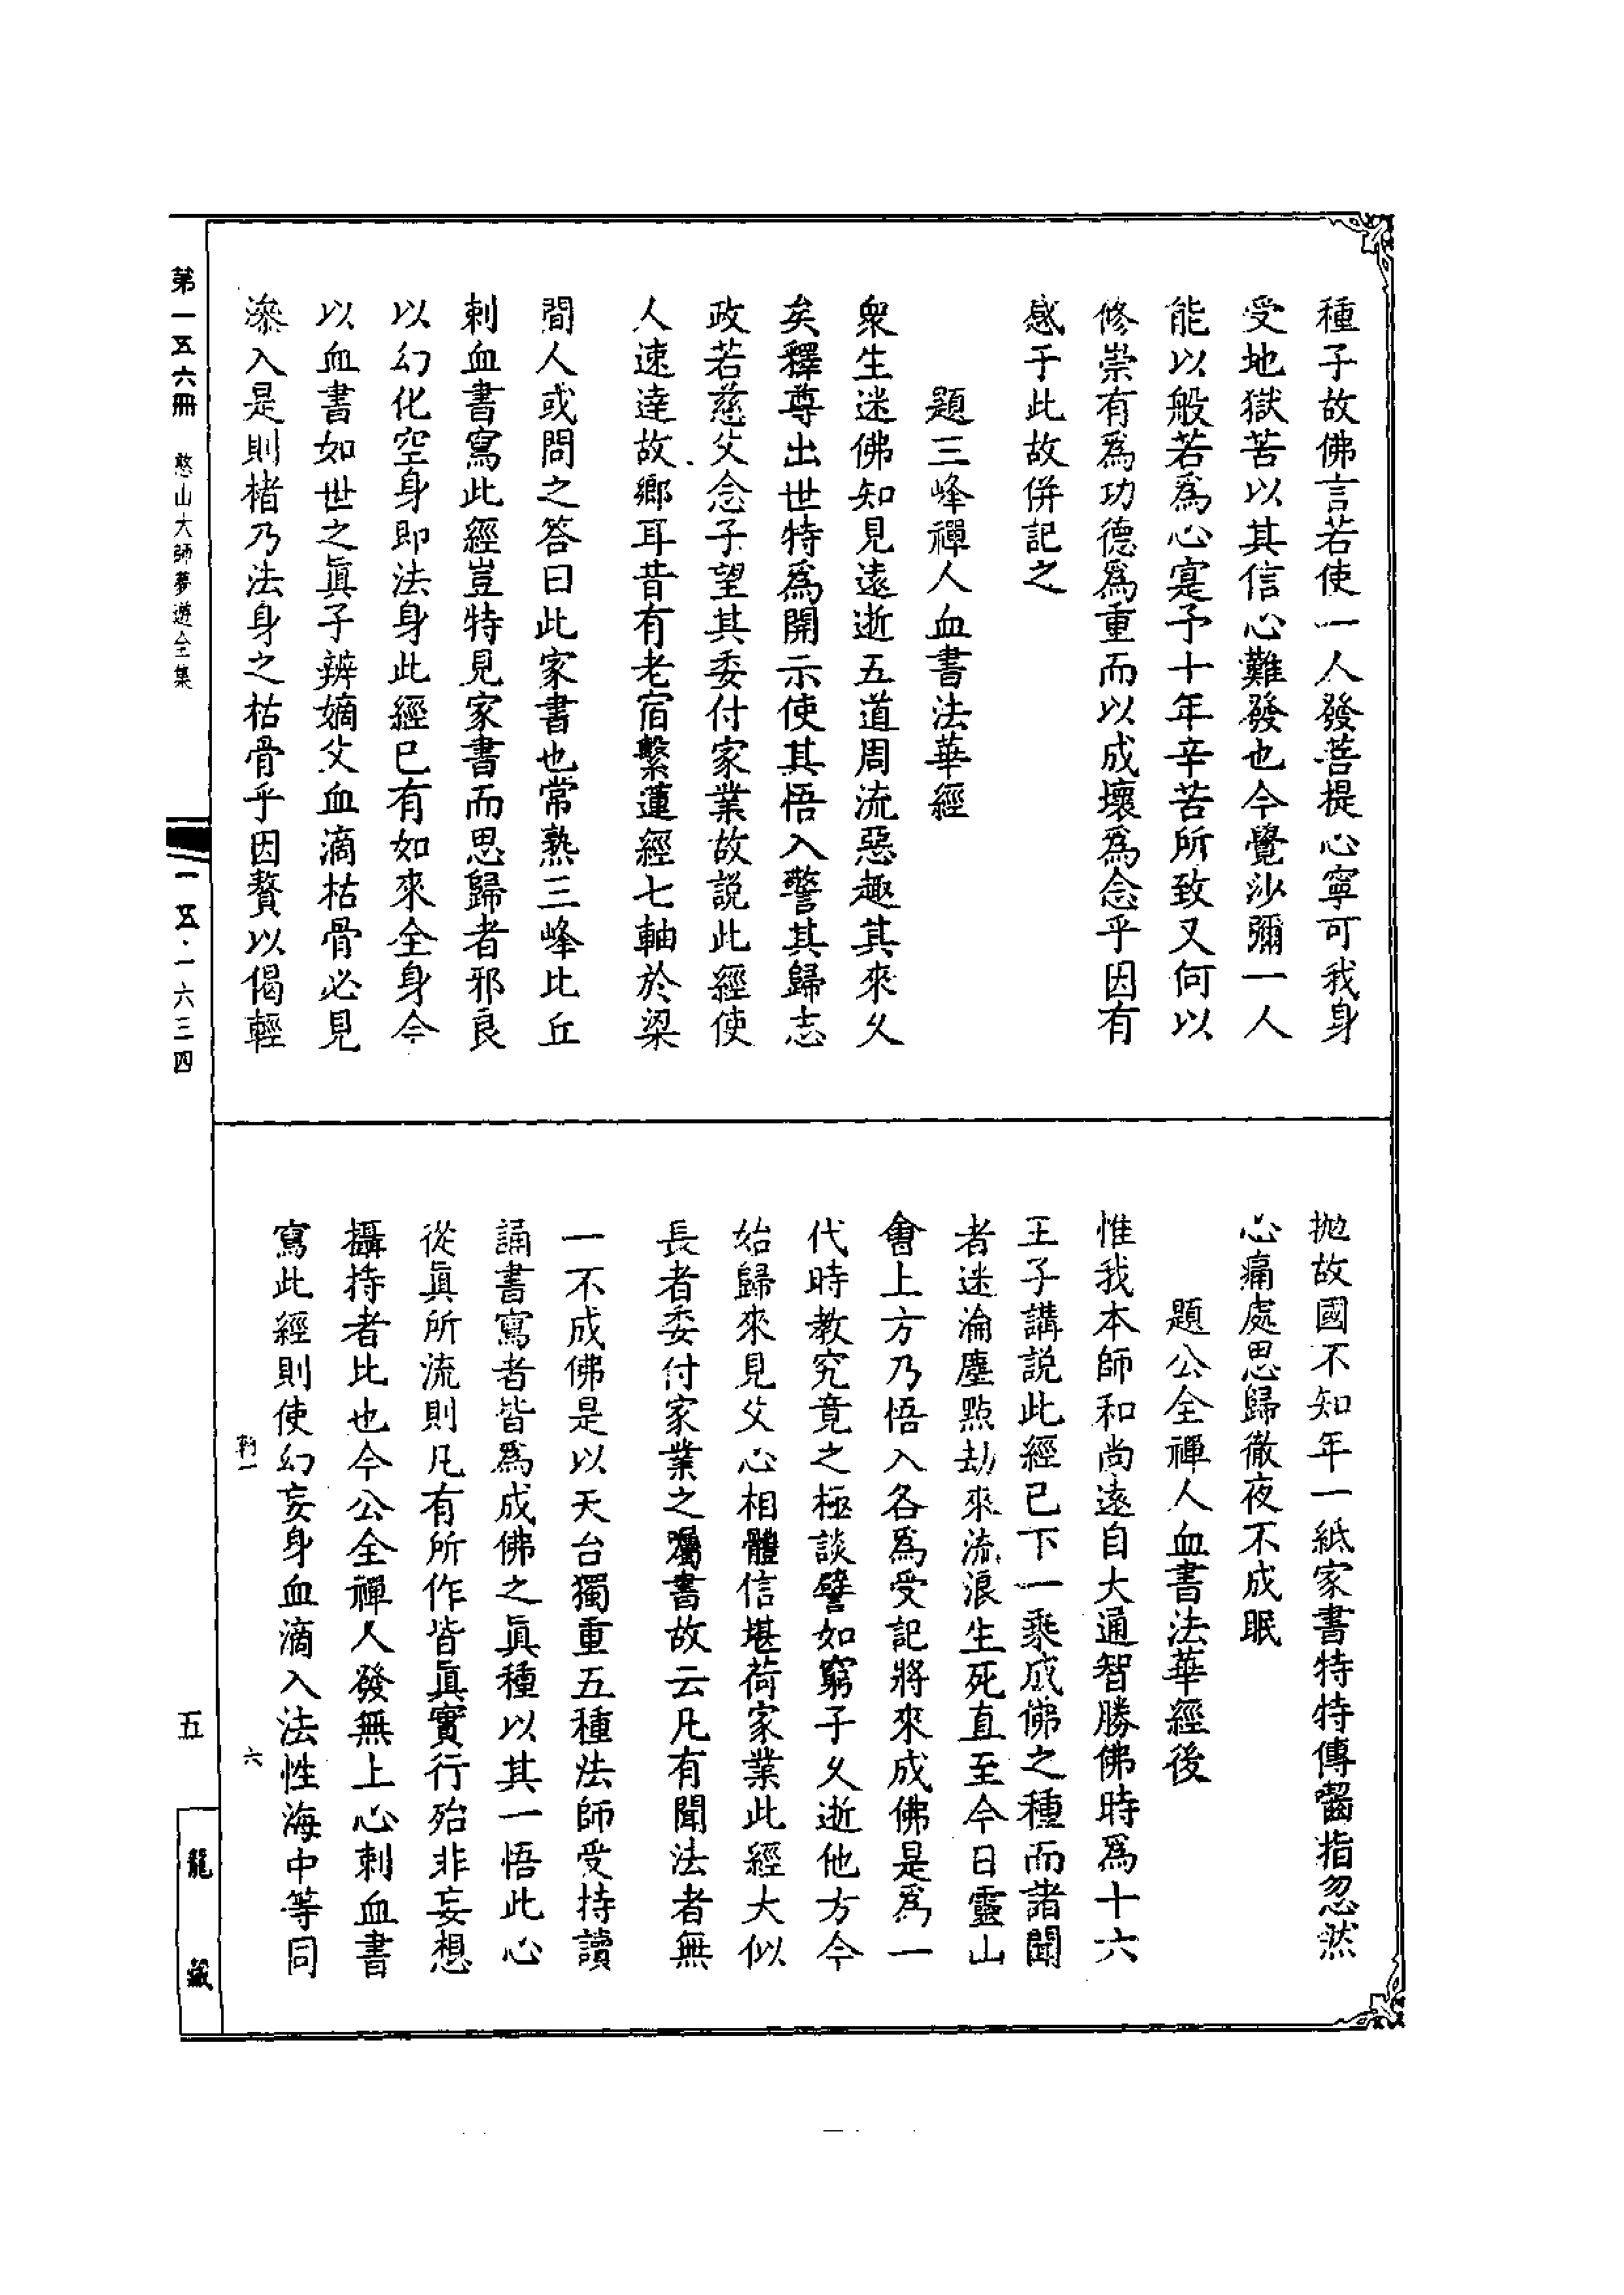 種子故佛言若使一人發菩提心寧可我身
受地獄苦以其信心難發也今覺沙彌一人
能以般若爲心寔予十年辛苦所致又何以
修崇有爲功德爲重而以成壞爲念乎因有
感于此故併記之
題三峰禪人血書法華經
衆生迷佛知見遠逝五道周流惡趣其來久
矣釋尊出世特爲開示使其悟入警其歸志
政若慈父念子望其委付家業故説此經使
人速達故鄉耳昔有老宿繫蓮經七軸於梁
間人或問之答曰此家書也常熟三峰比丘
刺血書寫此經豈特見家書而思歸者邪良
以幻化空身即法身此經已有如來全身今
以血書如世之眞子辨嫡父血滴枯骨必見
滲入是則楮乃法身之枯骨乎因贅以偈輕
拋故國不知年一紙家書特特傳嚙指忽然
心痛處思歸徹夜不成眠
題公全禪人血書法華經後
惟我本師和尚遠自大通智勝佛時爲十六
王子講説此經已下一乘成佛之種而諸聞
者迷淪塵點劫來流浪生死直至今日靈山
會上方乃悟入各爲受記將來成佛是爲一
代時教究竟之極談譬如窮子久逝他方今
始歸來見父心相體信堪荷家業此經大似
長者委付家業之囑書故云凡有聞法者無
一不成佛是以天台獨重五種法師受持讀
誦書寫者皆爲成佛之眞種以其一悟此心
從眞所流則凡有所作皆眞實行殆非妄想
攝持者比也今公全禪人發無上心刺血書
寫此經則使幻妄身血滴入法性海中等同
六
第一五六冊 憨山大師夢遊全集
一五·一六三四
五
龍藏